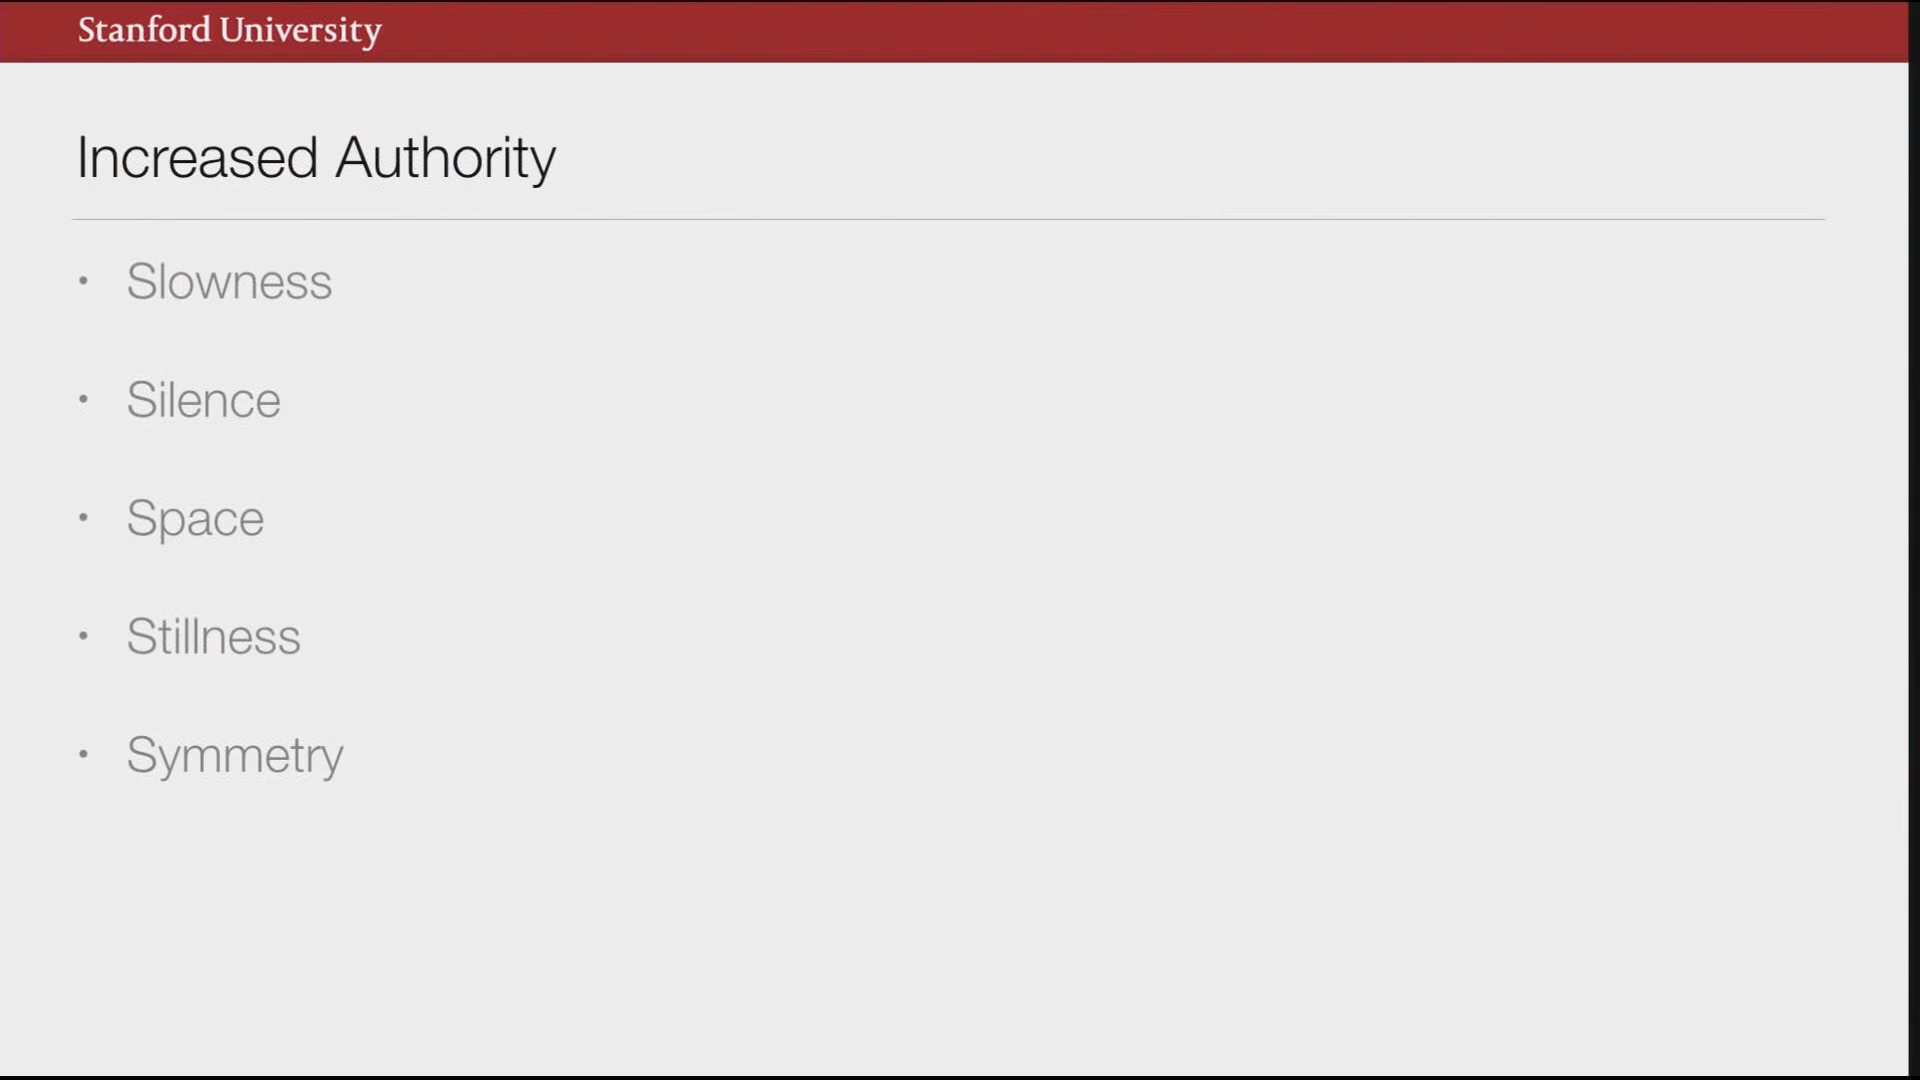 Stanford University
Increased Authority
• Slowness
• Silence
• Space
• Stillness
• Symmetry